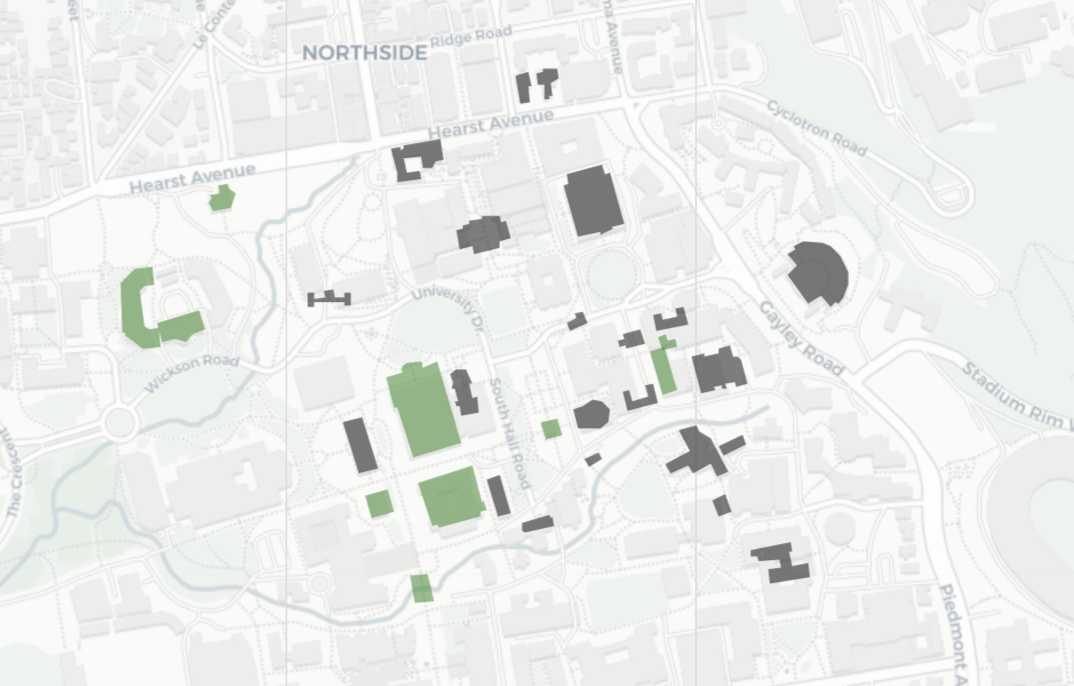 Le Conte
Ridge Road
NORTHSIDE
Avenue
Hearst Avenue
Cyclotron Road
Hearst Avenue
University Dr
Gayley Road
Wickson Road
Stadium Rim
South Hall Road
The Crescent
Piedmont A